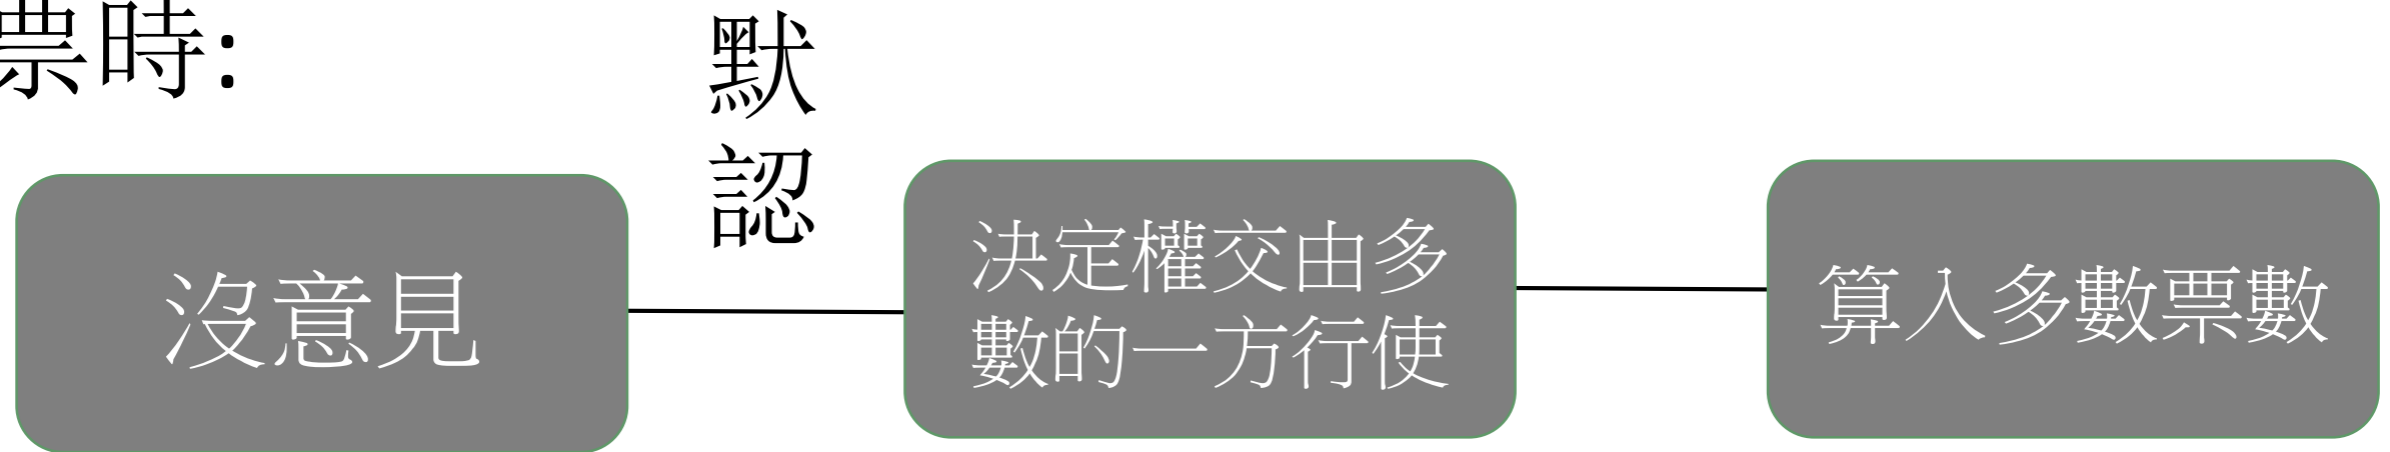 票時:
默
認
沒意見
決定權交由多
數的一方行使
算入多數票數